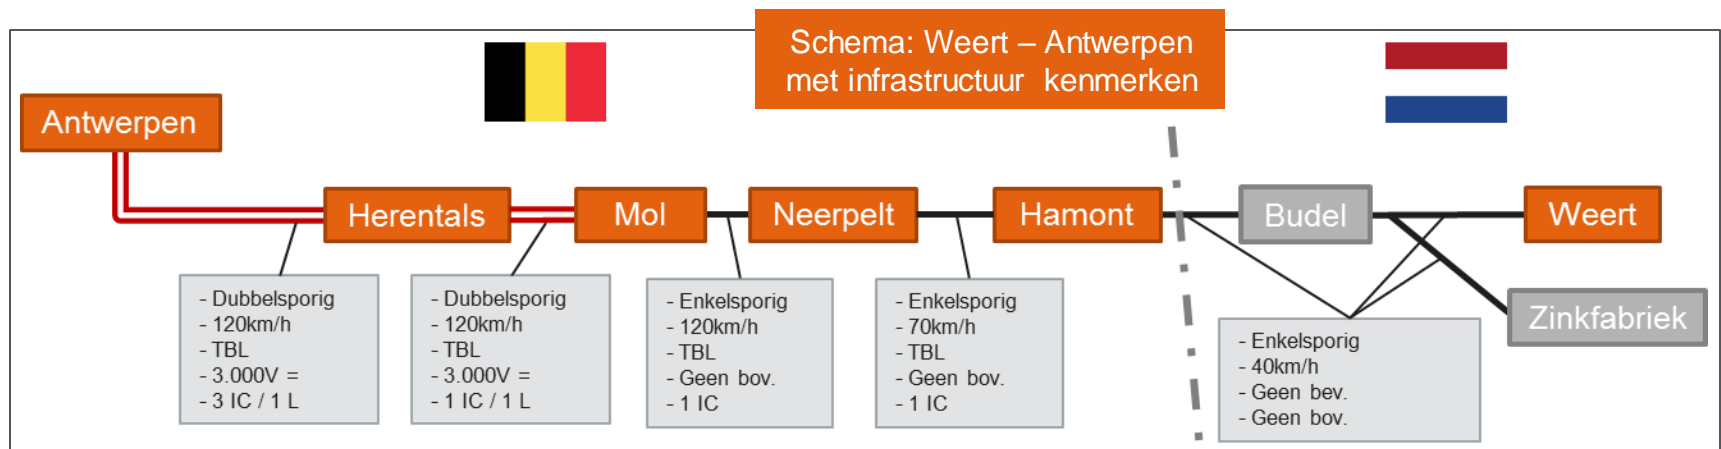 Schema: Weert – Antwerpen
met infrastructuur kenmerken
Antwerpen
Herentals
Mol
Neerpelt
Hamont
Budel
Weert
Zinkfabriek
- Dubbelsporig
- 120km/h
- TBL
- 3.000V =
- 3 IC / 1 L
- Dubbelsporig
- 120km/h
- TBL
- 3.000V =
- 1 IC / 1 L
- Enkelsporig
- 120km/h
- TBL
- Geen bov.
- 1 IC
- Enkelsporig
- 70km/h
- TBL
- Geen bov.
- 1 IC
- Enkelsporig
- 40km/h
- Geen bev.
- Geen bov.